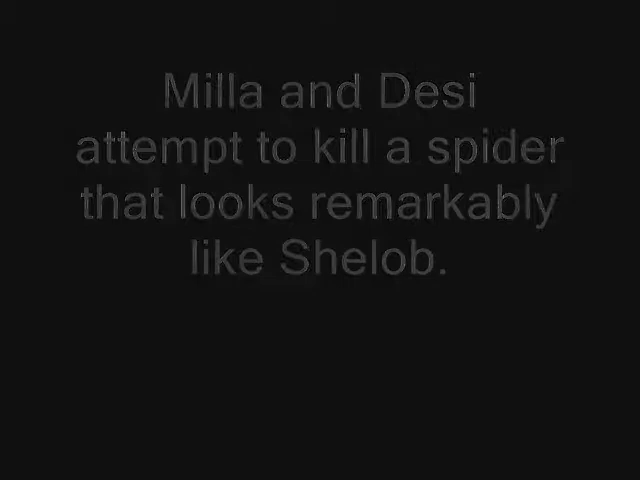 Milla and Desi
attempt to kill a spider
that looks remarkably
like Shelob.